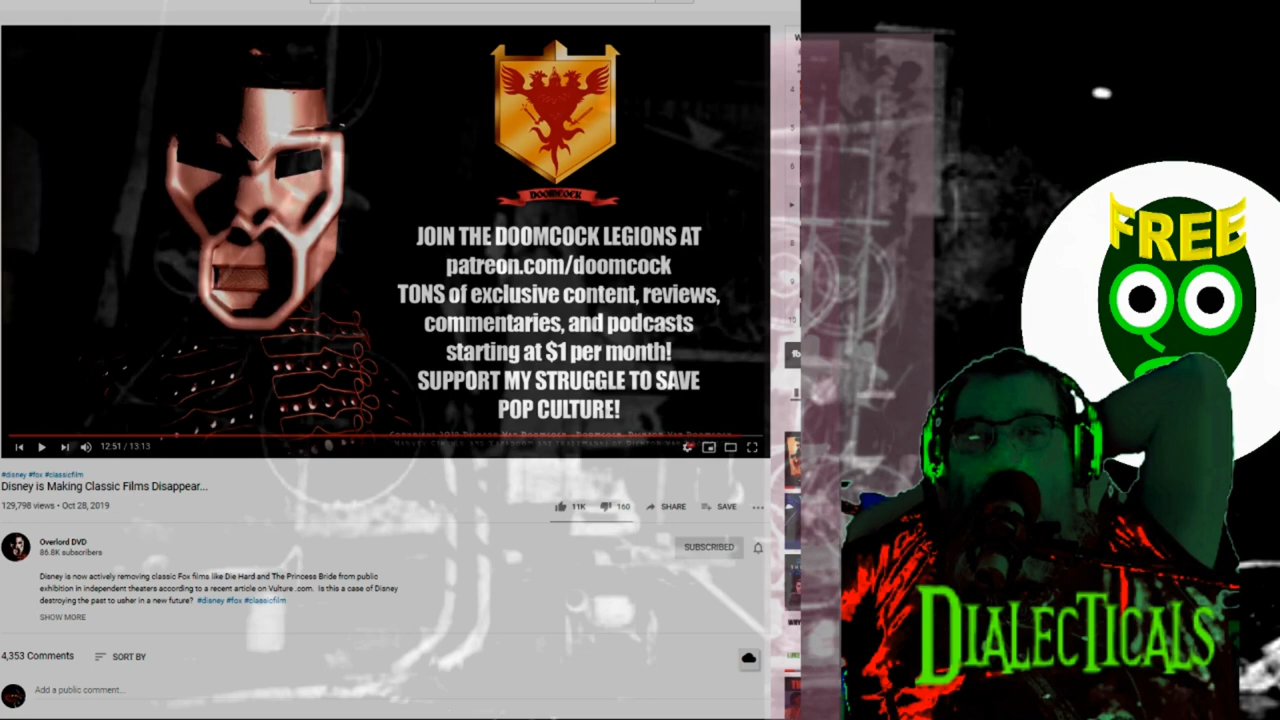 DOOMCOCK
JOIN THE DOOMCOCK LEGIONS AT
patreon.com/doomcock
TONS of exclusive content, reviews,
commentaries, and podcasts
starting at $1 per month!
SUPPORT MY STRUGGLE TO SAVE
POP CULTURE!
12:51 / 13:13
#disney #fox #classicfilm
Disney is Making Classic Films Disappear...
129,798 views • Oct 28, 2019
11K 160 SHARE SAVE
Overlord DVD
86.8K subscribers
SUBSCRIBED
Disney is now actively removing classic Fox films like Die Hard and The Princess Bride from public
exhibition in independent theaters according to a recent article on Vulture .com. Is this a case of Disney
destroying the past to usher in a new future? #disney #fox #classicfilm
SHOW MORE
4,353 Comments SORT BY
Add a public comment...
4
5
6
8
9
10
FREE
DIALECTICALS